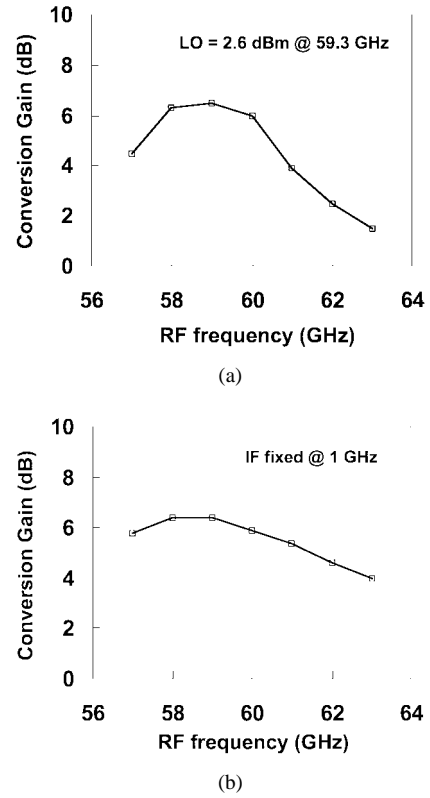 10
LO = 2.6 dBm @ 59.3 GHz
8
6
4
2
0
Conversion Gain (dB)
56 58 60 62 64
RF frequency (GHz)
(a)
10
IF fixed @ 1 GHz
8
6
4
2
0
Conversion Gain (dB)
56 58 60 62 64
RF frequency (GHz)
(b)